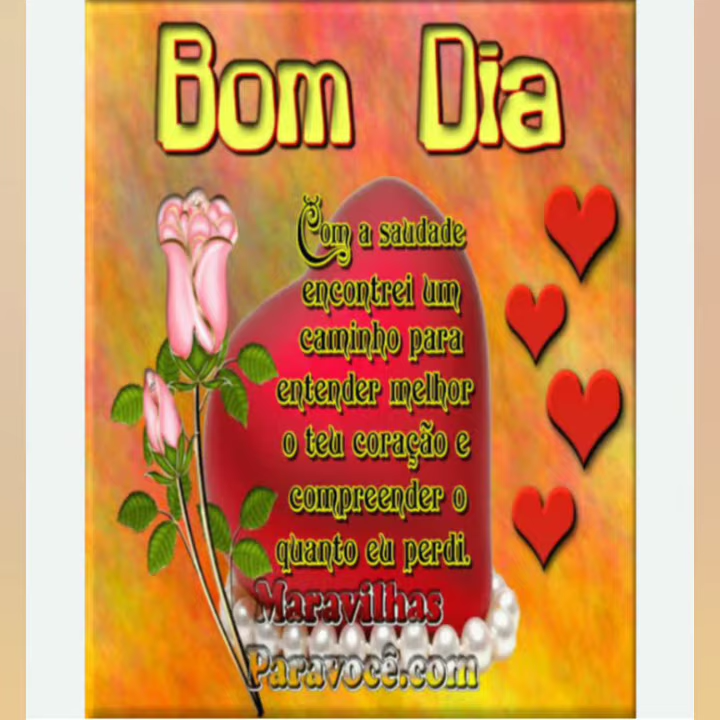 Bom Dia
Com a saudade
encontrei um
caminho para
entender melhor
o teu coração e
compreender o
quanto eu perdi.
Maravilhas
Paravocê.com